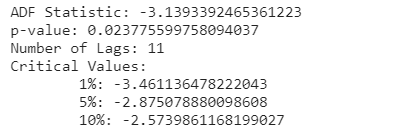 ADF Statistic: -3.1393392465361223
p-value: 0.023775599758094037
Number of Lags: 11
Critical Values:
1%: -3.461136478222043
5%: -2.875078880098608
10%: -2.5739861168199027